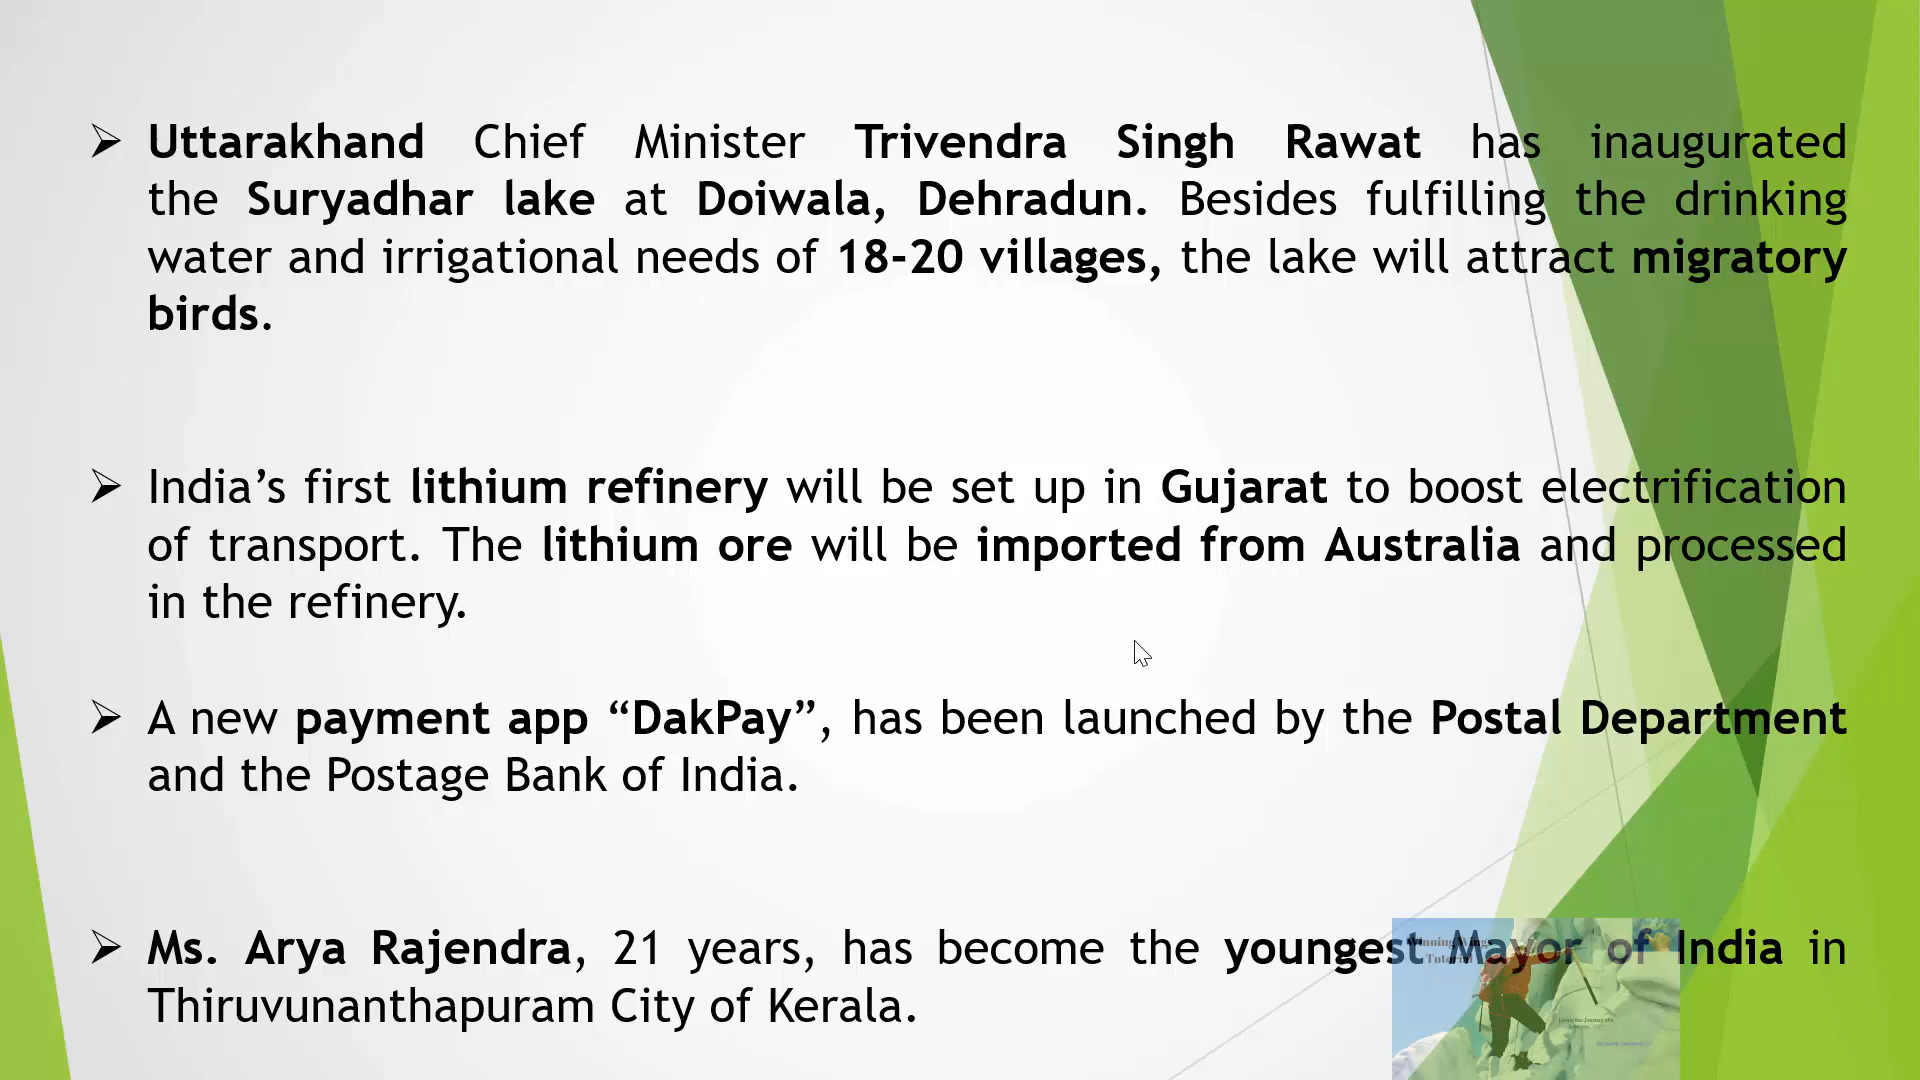 ➢ Uttarakhand Chief Minister Trivendra Singh Rawat has inaugurated
the Suryadhar lake at Doiwala, Dehradun. Besides fulfilling the drinking
water and irrigational needs of 18-20 villages, the lake will attract migratory
birds.
➢ India’s first lithium refinery will be set up in Gujarat to boost electrification
of transport. The lithium ore will be imported from Australia and processed
in the refinery.
➢ A new payment app “DakPay”, has been launched by the Postal Department
and the Postage Bank of India.
➢ Ms. Arya Rajendra, 21 years, has become the youngest Mayor of India in
Thiruvunanthapuram City of Kerala.